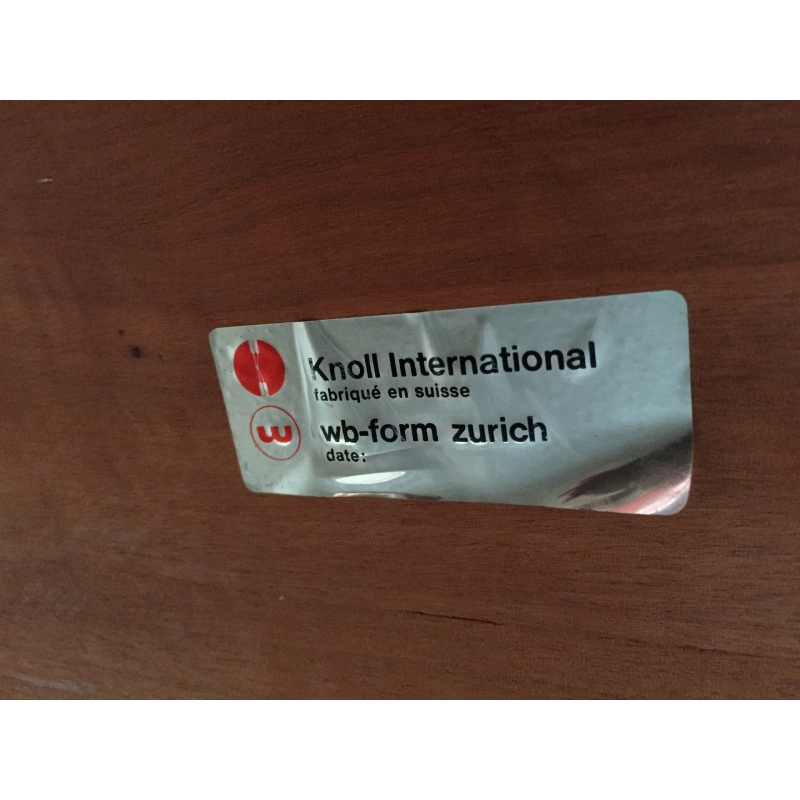 Knoll International
fabriqué en suisse
wb-form zurich
date: